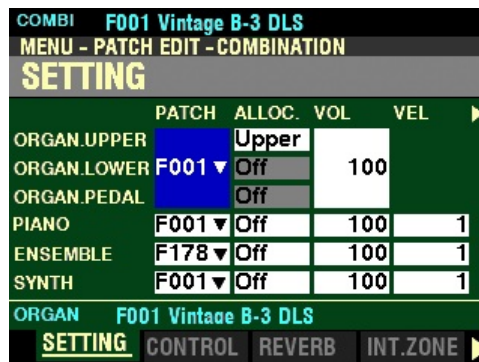 COMBI F001 Vintage B-3 DLS
MENU - PATCH EDIT - COMBINATION
SETTING
PATCH ALLOC. VOL VEL
ORGAN.UPPER Upper
ORGAN.LOWER F001 ▼ Off 100
ORGAN.PEDAL Off
PIANO F001 ▼ Off 100 1
ENSEMBLE F178 ▼ Off 100 1
SYNTH F001 ▼ Off 100 1
ORGAN F001 Vintage B-3 DLS
SETTING CONTROL REVERB INT.ZONE